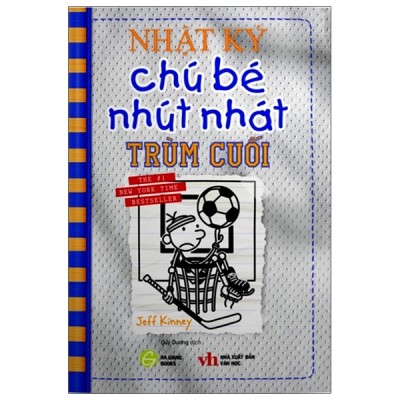 NHẬT KÝ
chú bé
nhút nhát
TRÙM CUỐI
THE #1
NEW YORK TIME
BESTSELLER
Jeff Kinney
Quý Dương dịch
HA GIANG
BOOKS
vh
NHÀ XUẤT BẢN
VĂN HỌC